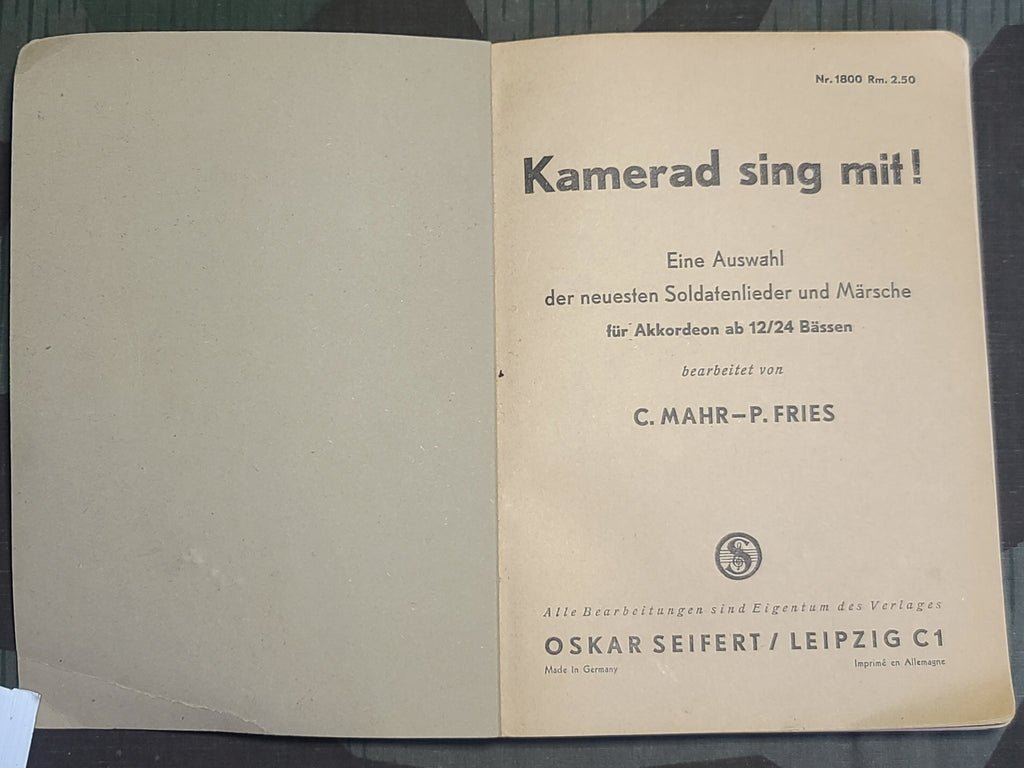 Nr. 1800 Rm. 2.50
Kamerad sing mit!
Eine Auswahl
der neuesten Soldatenlieder und Märsche
für Akkordeon ab 12/24 Bässen
bearbeitet von
C. MAHR–P. FRIES
S
Alle Bearbeitungen sind Eigentum des Verlages
OSKAR SEIFERT / LEIPZIG C1
Made In Germany Imprimé en Allemagne